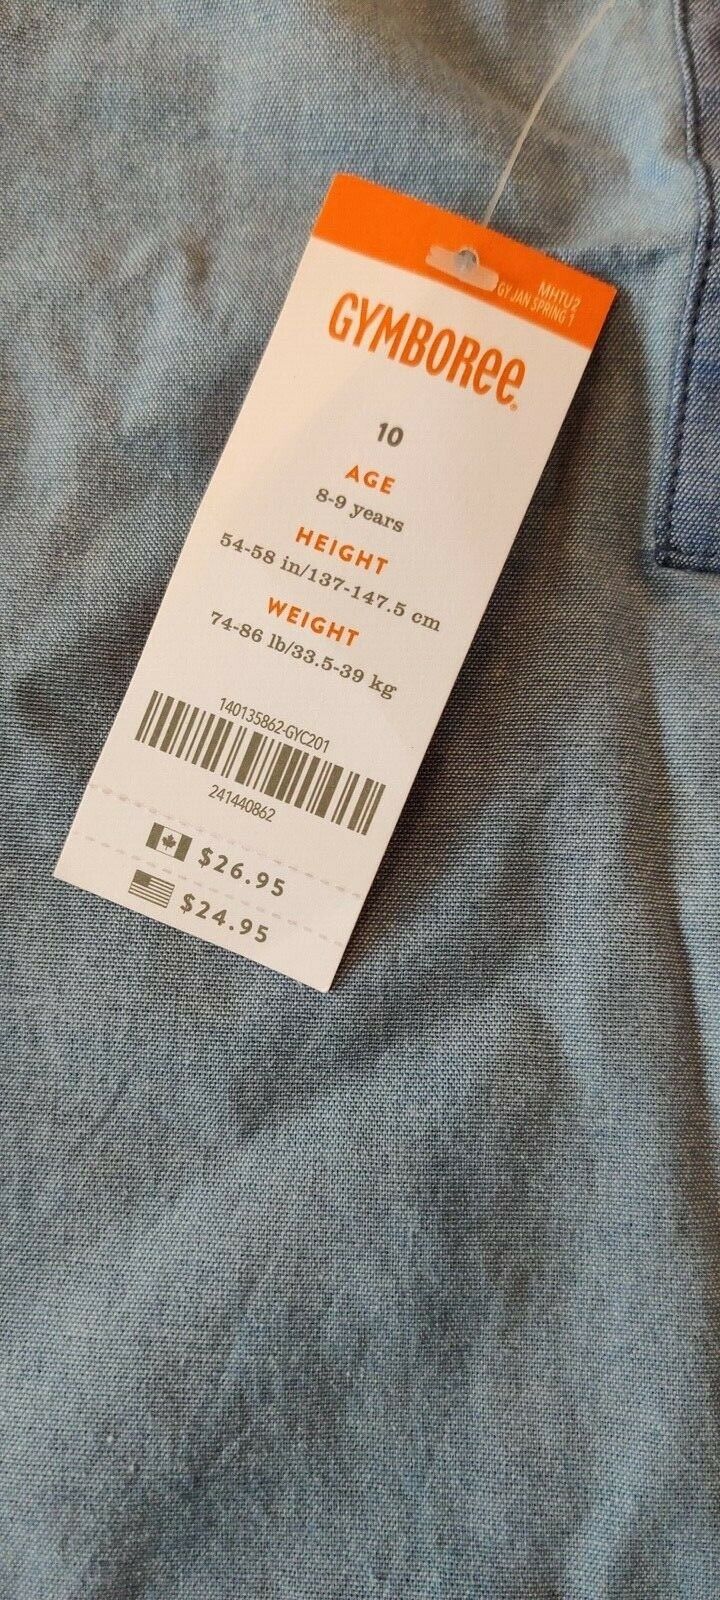 MHTU2
GY JAN SPRING 1
GYMBOREE
10
AGE
8-9 years
HEIGHT
54-58 in/137-147.5 cm
WEIGHT
74-86 lb/33.5-39 kg
140135862-GYC201
241440862
$26.95
$24.95